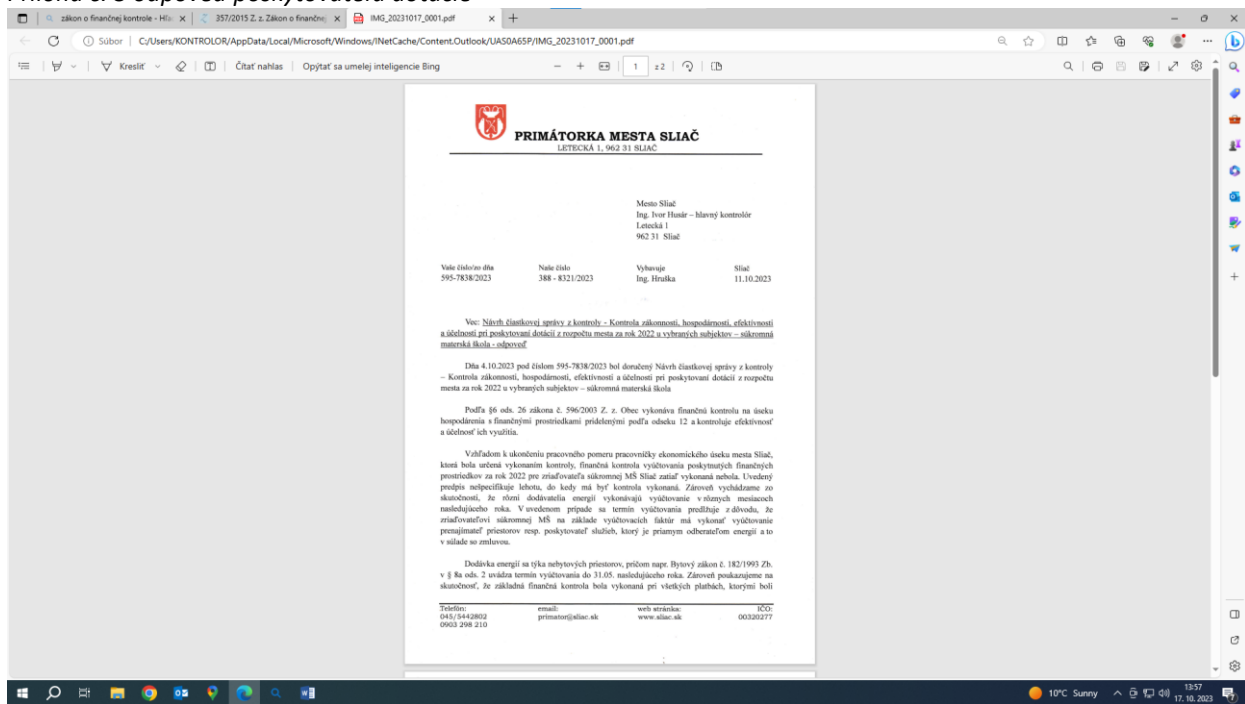 Príloha č. 3 odpoveď poskytovateľa dotácie
zákon o finančnej kontrole - Hľa
357/2015 Z. z. Zákon o finančnej
IMG_20231017_0001.pdf
Súbor | C:/Users/KONTROLOR/AppData/Local/Microsoft/Windows/INetCache/Content.Outlook/UAS0A65P/IMG_20231017_0001.pdf
Kresliť
Čítať nahlas
Opýtať sa umelej inteligencie Bing
1 z 2
PRIMÁTORKA MESTA SLIAČ
LETECKÁ 1, 962 31 SLIAČ
Mesto Sliač
Ing. Ivor Husár – hlavný kontrolór
Letecká 1
962 31 Sliač
Vaše číslo/zo dňa Naše číslo Vybavuje Sliač
595-7838/2023 388 - 8321/2023 Ing. Hruška 11.10.2023
Vec: Návrh čiastkovej správy z kontroly - Kontrola zákonnosti, hospodárnosti, efektívnosti
a účelnosti pri poskytovaní dotácií z rozpočtu mesta za rok 2022 u vybraných subjektov – súkromná
materská škola - odpoveď
Dňa 4.10.2023 pod číslom 595-7838/2023 bol doručený Návrh čiastkovej správy z kontroly
– Kontrola zákonnosti, hospodárnosti, efektívnosti a účelnosti pri poskytovaní dotácií z rozpočtu
mesta za rok 2022 u vybraných subjektov – súkromná materská škola
Podľa §6 ods. 26 zákona č. 596/2003 Z. z. Obec vykonáva finančnú kontrolu na úseku
hospodárenia s finančnými prostriedkami pridelenými podľa odseku 12 a kontroluje efektívnosť
a účelnosť ich využitia.
Vzhľadom k ukončeniu pracovného pomeru pracovníčky ekonomického úseku mesta Sliač,
ktorá bola určená vykonaním kontroly, finančná kontrola vyúčtovania poskytnutých finančných
prostriedkov za rok 2022 pre zriaďovateľa súkromnej MŠ Sliač zatiaľ vykonaná nebola. Uvedený
predpis nešpecifikuje lehotu, do kedy má byť kontrola vykonaná. Zároveň vychádzame zo
skutočnosti, že rôzni dodávatelia energií vykonávajú vyúčtovanie v rôznych mesiacoch
nasledujúceho roka. V uvedenom prípade sa termín vyúčtovania predlžuje z dôvodu, že
zriaďovateľovi súkromnej MŠ na základe vyúčtovacích faktúr má vykonať vyúčtovanie
prenajímateľ priestorov resp. poskytovateľ služieb, ktorý je priamym odberateľom energií a to
v súlade so zmluvou.
Dodávka energií sa týka nebytových priestorov, pričom napr. Bytový zákon č. 182/1993 Zb.
v § 8a ods. 2 uvádza termín vyúčtovania do 31.05. nasledujúceho roka. Zároveň poukazujeme na
skutočnosť, že základná finančná kontrola bola vykonaná pri všetkých platbách, ktorými boli
Telefón: email: web stránka: IČO:
045/5442802 primator@sliac.sk www.sliac.sk 00320277
0903 298 210
10°C Sunny
13:57
17. 10. 2023